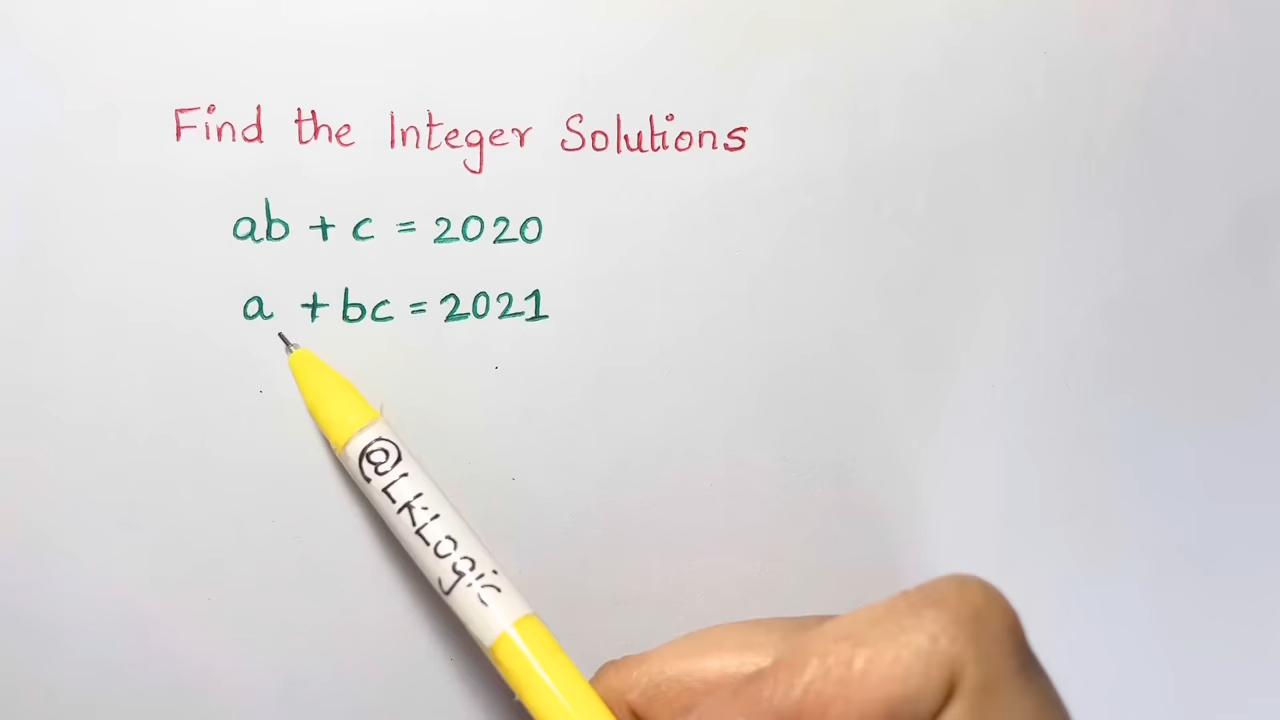 Find the Integer Solutions
ab + c = 2020
a + bc = 2021
@LKLogic